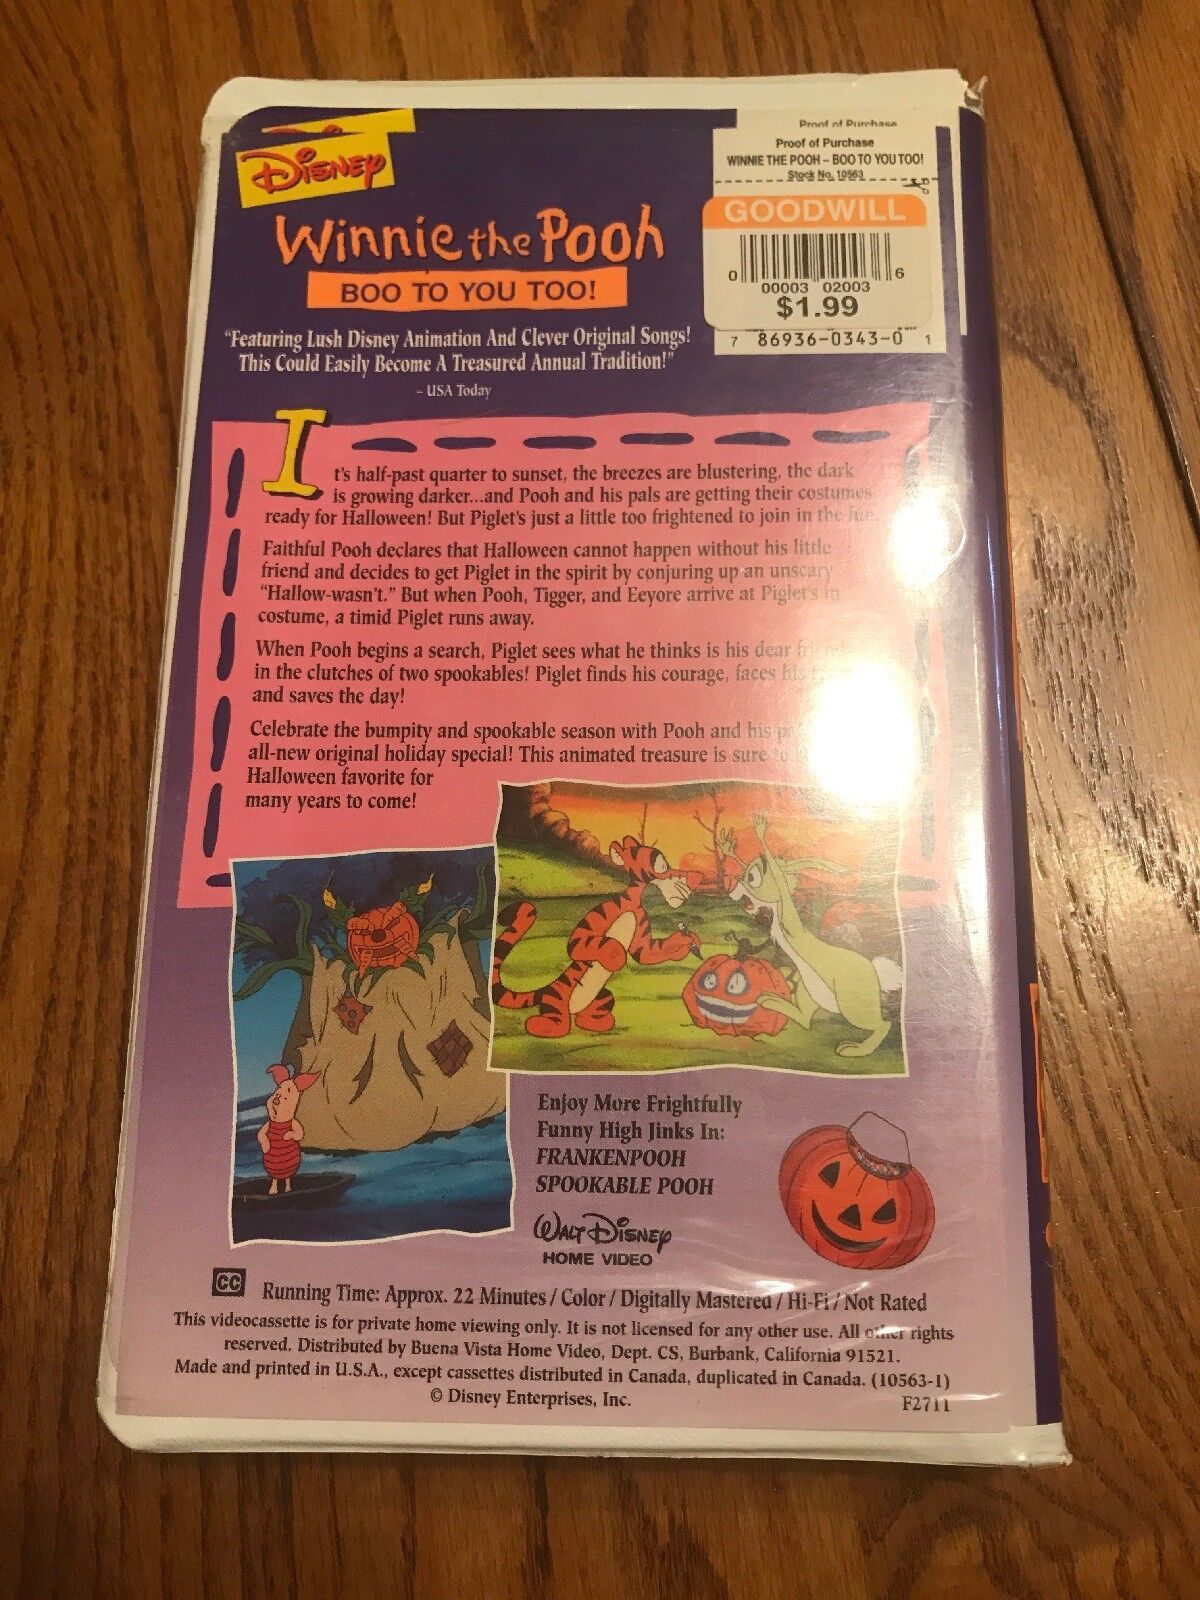 Disney
Winnie the Pooh
BOO TO YOU TOO!
"Featuring Lush Disney Animation And Clever Original Songs!
This Could Easily Become A Treasured Annual Tradition!"
– USA Today
Proof of Purchase
Proof of Purchase
WINNIE THE POOH – BOO TO YOU TOO!
Stock No. 10563
GOODWILL
0 00003 02003 6
$1.99
7 86936-0343-0 1
It's half-past quarter to sunset, the breezes are blustering, the dark
is growing darker...and Pooh and his pals are getting their costumes
ready for Halloween! But Piglet's just a little too frightened to join in the fun.
Faithful Pooh declares that Halloween cannot happen without his little
friend and decides to get Piglet in the spirit by conjuring up an unscary
"Hallow-wasn't." But when Pooh, Tigger, and Eeyore arrive at Piglet's in
costume, a timid Piglet runs away.
When Pooh begins a search, Piglet sees what he thinks is his dear
in the clutches of two spookables! Piglet finds his courage, faces his
and saves the day!
Celebrate the bumpity and spookable season with Pooh and his
all-new original holiday special! This animated treasure is sure to
Halloween favorite for
many years to come!
Enjoy More Frightfully
Funny High Jinks In:
FRANKENPOOH
SPOOKABLE POOH
WALT DISNEY
HOME VIDEO
CC Running Time: Approx. 22 Minutes / Color / Digitally Mastered / Hi-Fi / Not Rated
This videocassette is for private home viewing only. It is not licensed for any other use. All other rights
reserved. Distributed by Buena Vista Home Video, Dept. CS, Burbank, California 91521.
Made and printed in U.S.A., except cassettes distributed in Canada, duplicated in Canada. (10563-1)
© Disney Enterprises, Inc.
F2711